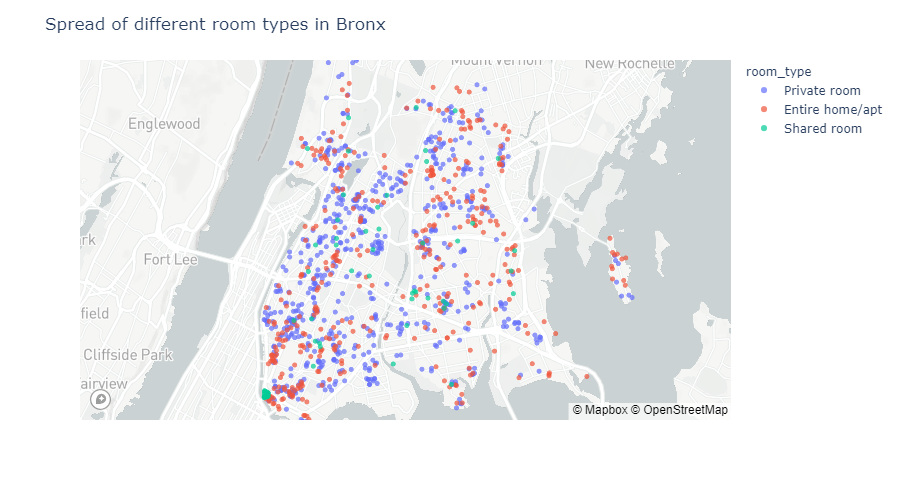 Spread of different room types in Bronx
Mount Vernon
New Rochelle
room_type
Private room
Entire home/apt
Shared room
Englewood
rk
Fort Lee
field
Cliffside Park
airview
© Mapbox © OpenStreetMap